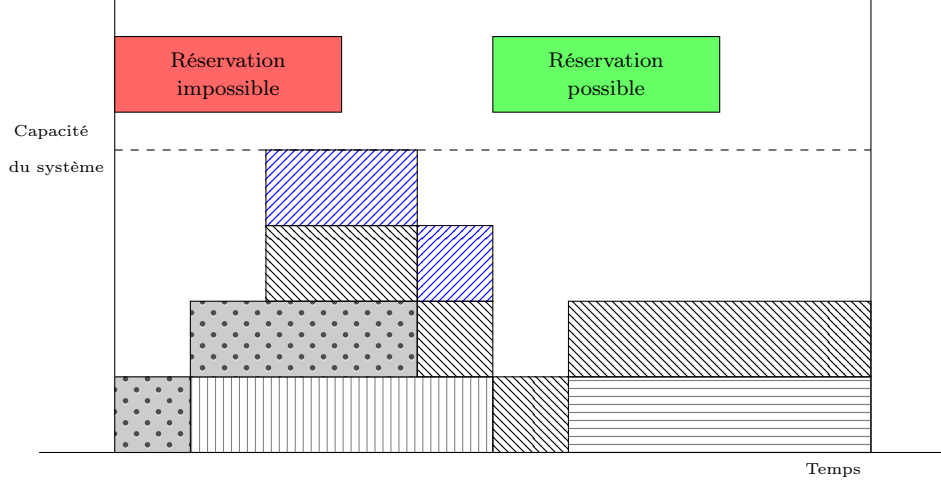 Réservation
impossible
Réservation
possible
Capacité
du système
Temps